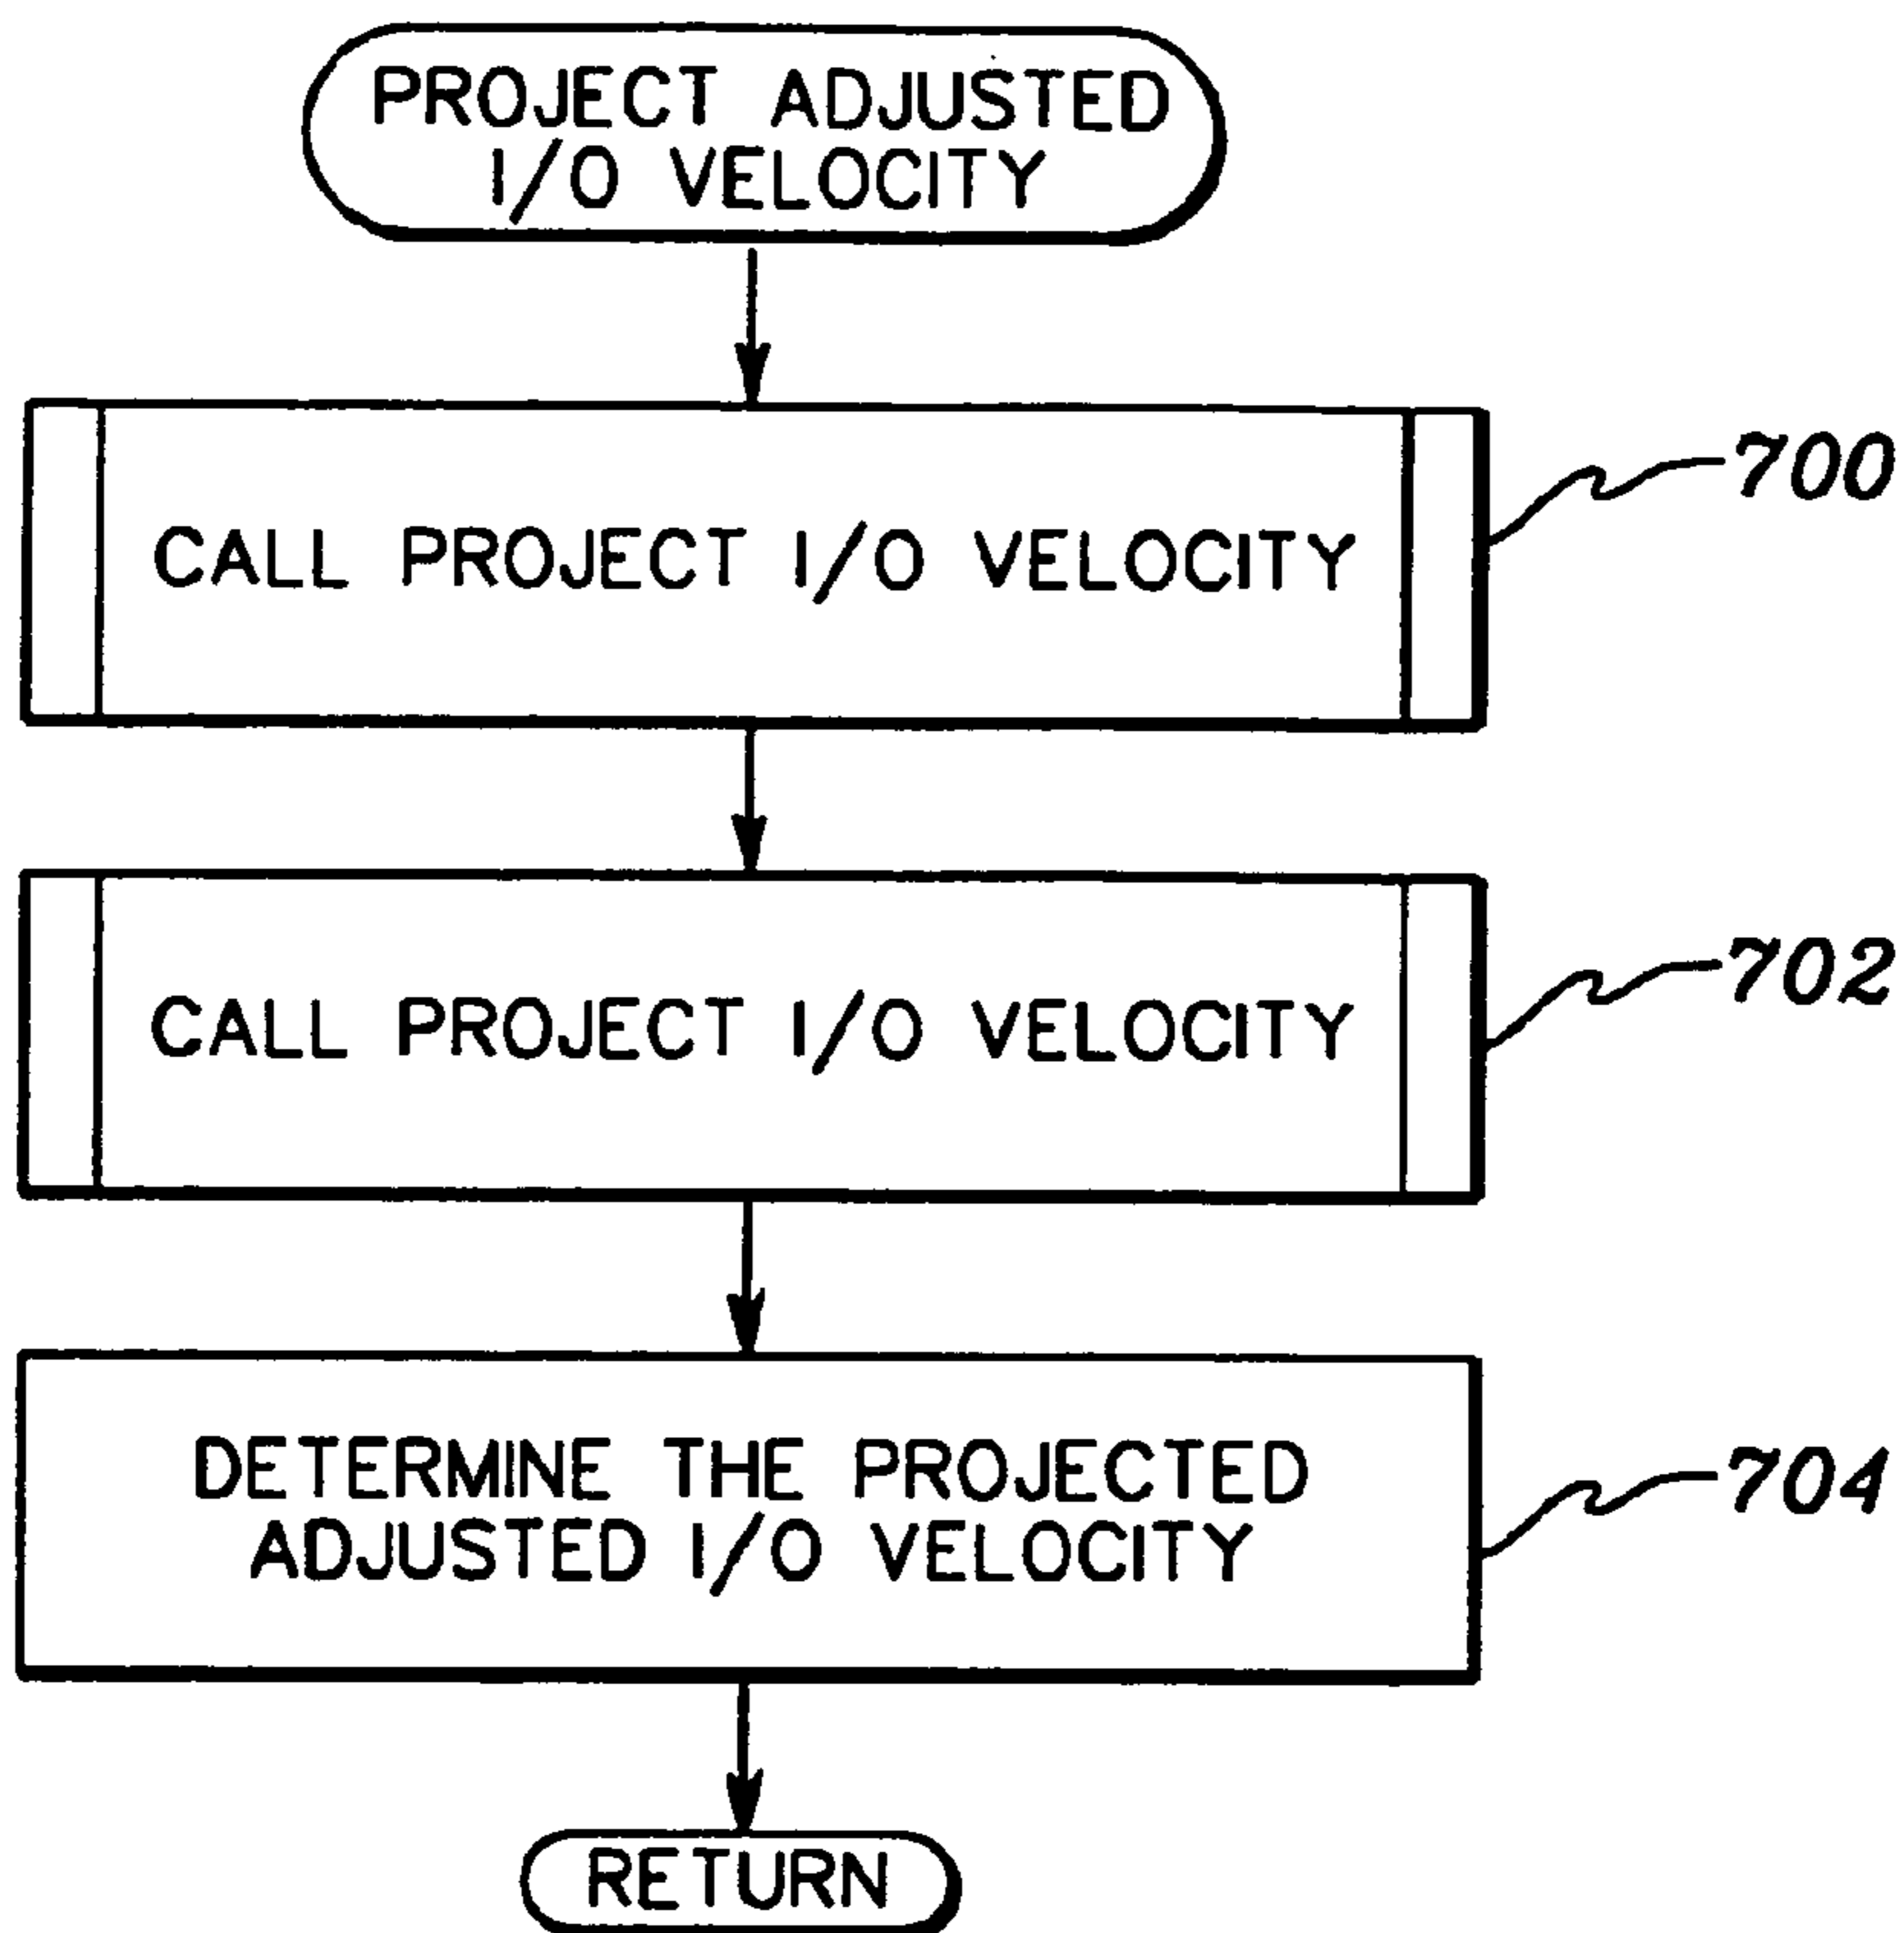 PROJECT ADJUSTED
I/O VELOCITY
CALL PROJECT I/O VELOCITY
700
CALL PROJECT I/O VELOCITY
702
DETERMINE THE PROJECTED
ADJUSTED I/O VELOCITY
704
RETURN